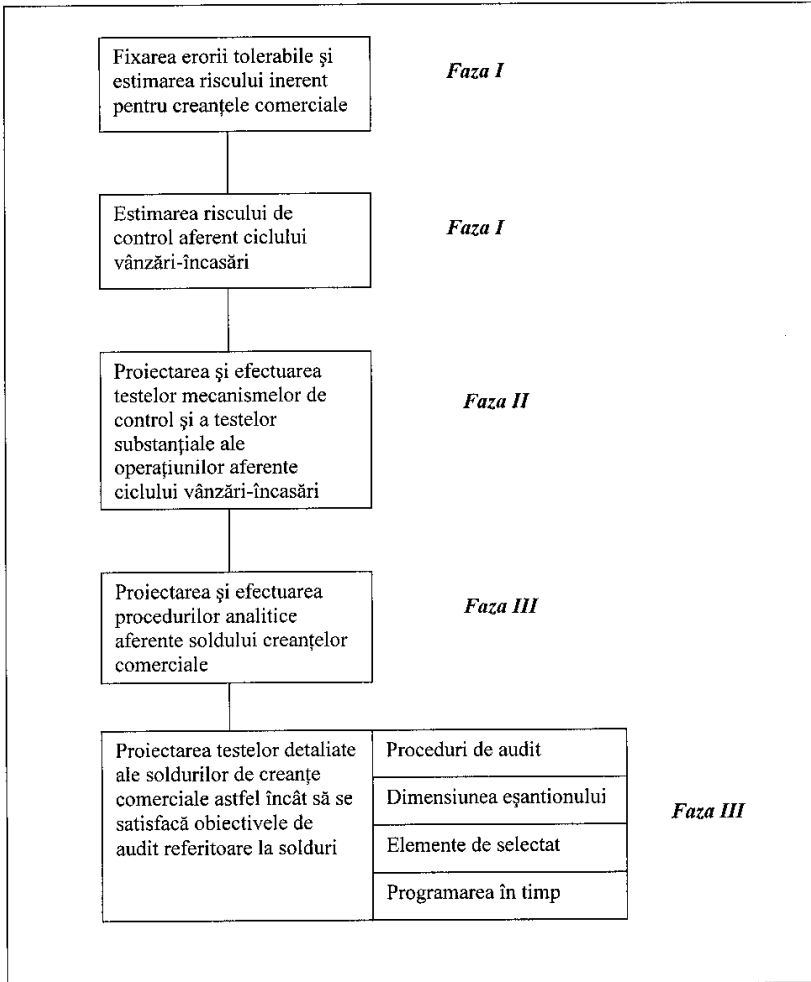 Fixarea erorii tolerabile şi
estimarea riscului inerent
pentru creanţele comerciale
Faza I
Estimarea riscului de
control aferent ciclului
vânzări-încasări
Faza I
Proiectarea şi efectuarea
testelor mecanismelor de
control şi a testelor
substanţiale ale
operaţiunilor aferente
ciclului vânzări-încasări
Faza II
Proiectarea şi efectuarea
procedurilor analitice
aferente soldului creanţelor
comerciale
Faza III
Proiectarea testelor detaliate
ale soldurilor de creanţe
comerciale astfel încât să se
satisfacă obiectivele de
audit referitoare la solduri
Proceduri de audit
Dimensiunea eşantionului
Elemente de selectat
Programarea în timp
Faza III